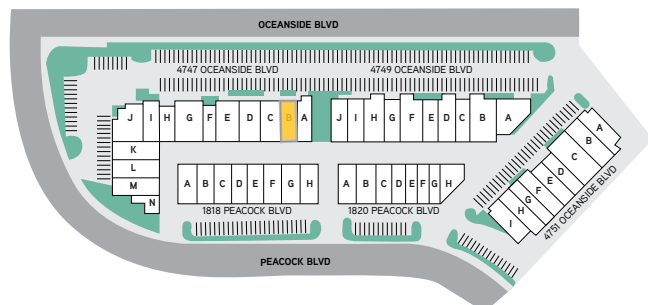 OCEANSIDE BLVD
4747 OCEANSIDE BLVD 4749 OCEANSIDE BLVD
J I H G F E D C B A J I H G F E D C B A
K
L
M
N
A B C D E F G H A B C D E F G H
1818 PEACOCK BLVD 1820 PEACOCK BLVD
A
B
C
D
E
F
G
H
I
4751 OCEANSIDE BLVD
PEACOCK BLVD